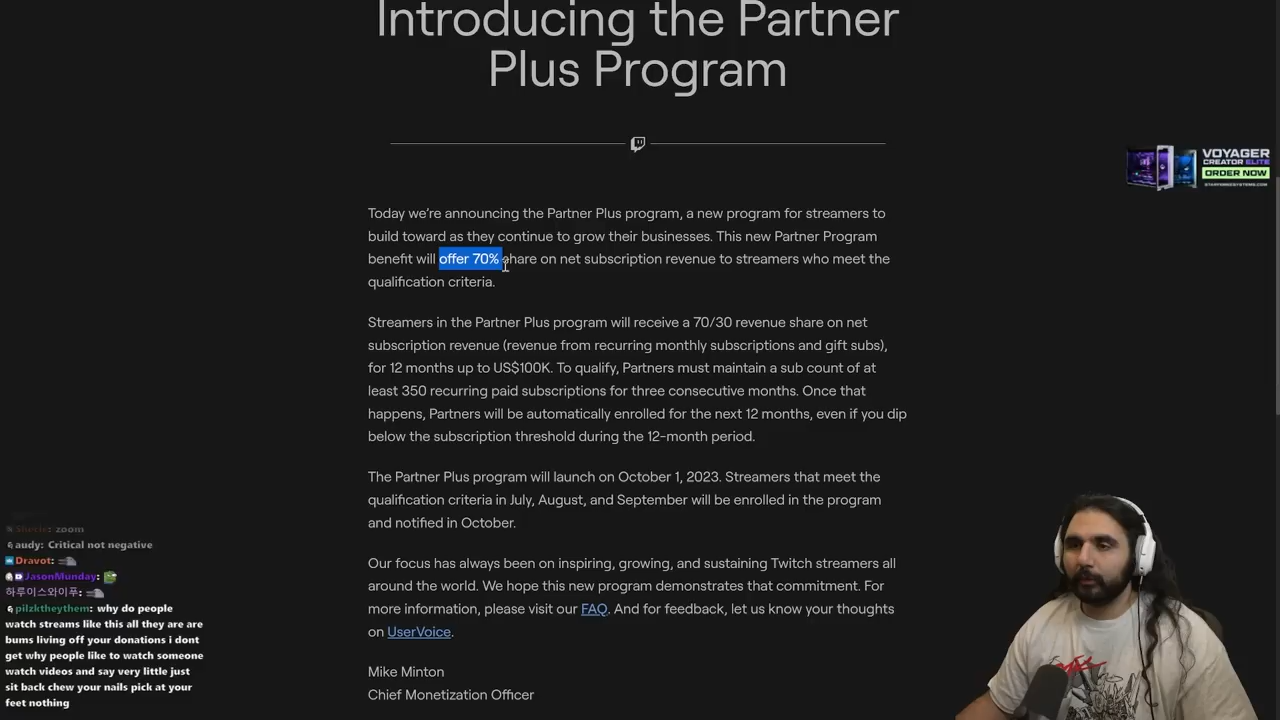 Introducing the Partner
Plus Program
VOYAGER
CREATOR ELITE
ORDER NOW
Today we're announcing the Partner Plus program, a new program for streamers to
build toward as they continue to grow their businesses. This new Partner Program
benefit will offer 70% share on net subscription revenue to streamers who meet the
qualification criteria.
Streamers in the Partner Plus program will receive a 70/30 revenue share on net
subscription revenue (revenue from recurring monthly subscriptions and gift subs),
for 12 months up to US$100K. To qualify, Partners must maintain a sub count of at
least 350 recurring paid subscriptions for three consecutive months. Once that
happens, Partners will be automatically enrolled for the next 12 months, even if you dip
below the subscription threshold during the 12-month period.
The Partner Plus program will launch on October 1, 2023. Streamers that meet the
qualification criteria in July, August, and September will be enrolled in the program
and notified in October.
Our focus has always been on inspiring, growing, and sustaining Twitch streamers all
around the world. We hope this new program demonstrates that commitment. For
more information, please visit our FAQ. And for feedback, let us know your thoughts
on UserVoice.
Mike Minton
Chief Monetization Officer
: zoom
audy: Critical not negative
Dravot:
JasonMunday:
하루이스와이푸:
pilzktheythem: why do people
watch streams like this all they are are
bums living off your donations i dont
get why people like to watch someone
watch videos and say very little just
sit back chew your nails pick at your
feet nothing